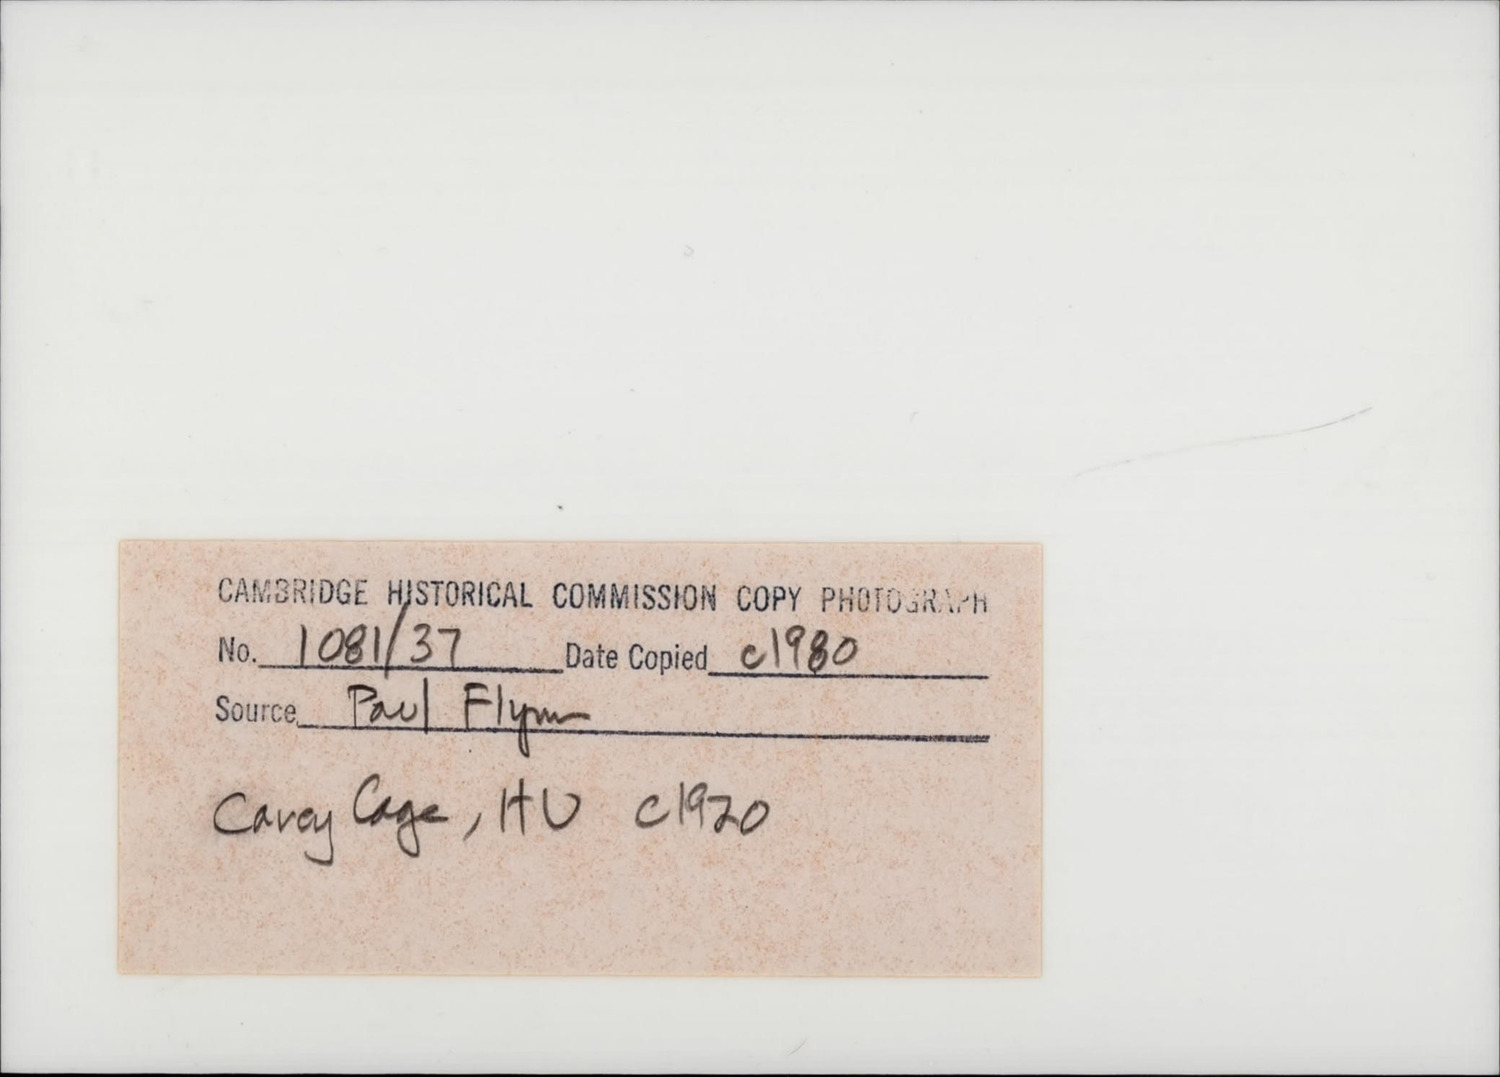 CAMBRIDGE HISTORICAL COMMISSION COPY PHOTOGRAPH
No. 1081/37 Date Copied c1980
Source Paul Flynn
Carey Cage, HU c1920